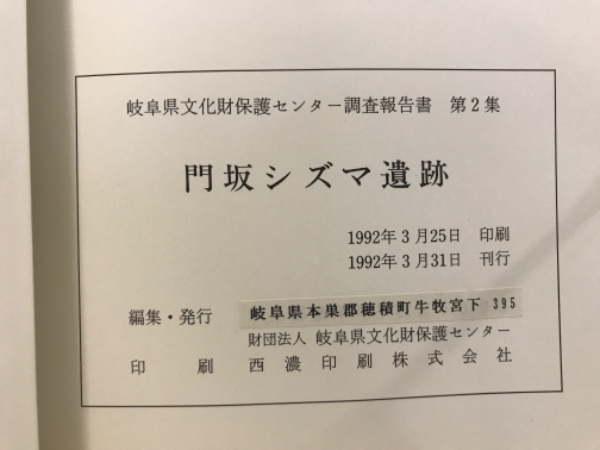 岐阜県文化財保護センター調査報告書 第2集
門坂シズマ遺跡
1992年3月25日 印刷
1992年3月31日 刊行
編集・発行 岐阜県本巣郡穂積町牛牧宮下 395
財団法人 岐阜県文化財保護センター
印刷 西濃印刷株式会社